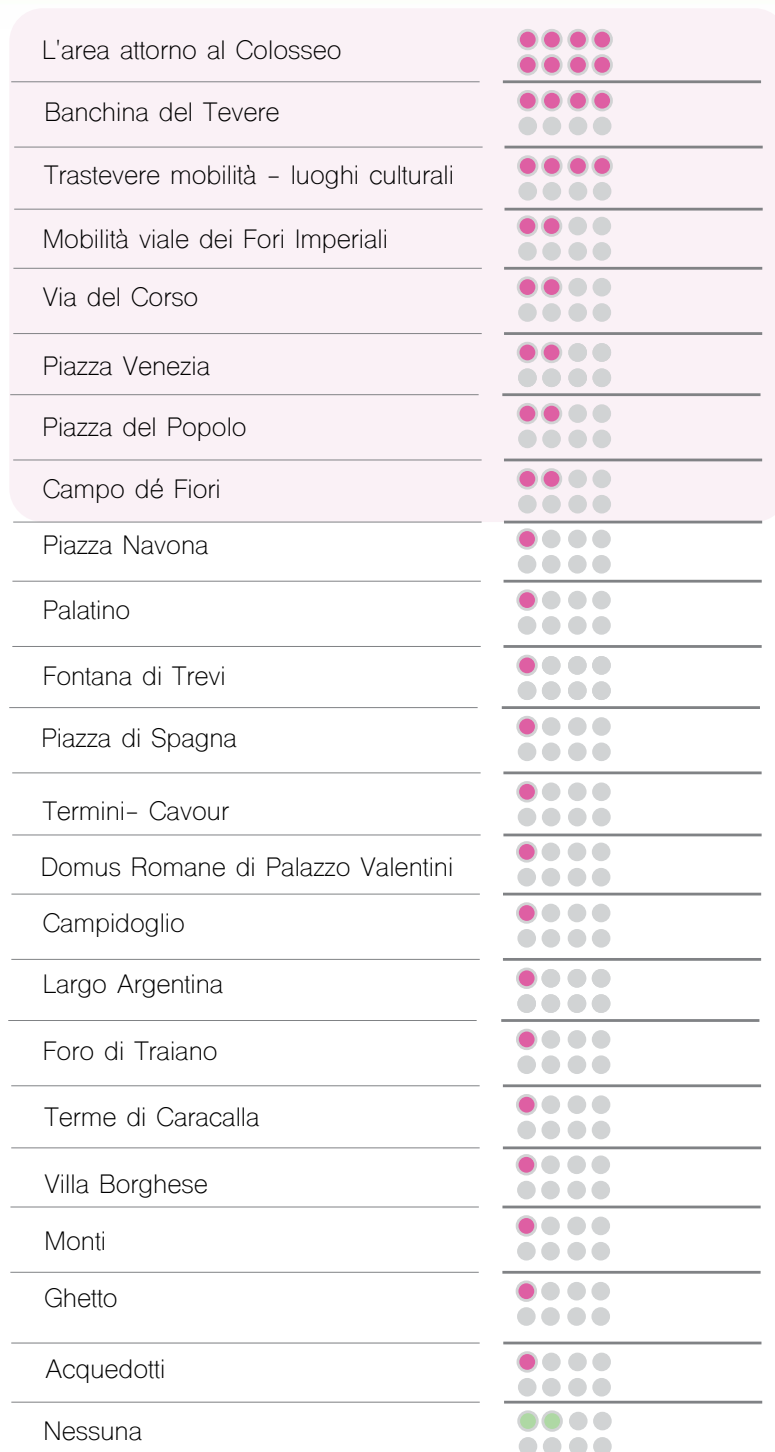 L'area attorno al Colosseo
Banchina del Tevere
Trastevere mobilità - luoghi culturali
Mobilità viale dei Fori Imperiali
Via del Corso
Piazza Venezia
Piazza del Popolo
Campo dé Fiori
Piazza Navona
Palatino
Fontana di Trevi
Piazza di Spagna
Termini- Cavour
Domus Romane di Palazzo Valentini
Campidoglio
Largo Argentina
Foro di Traiano
Terme di Caracalla
Villa Borghese
Monti
Ghetto
Acquedotti
Nessuna